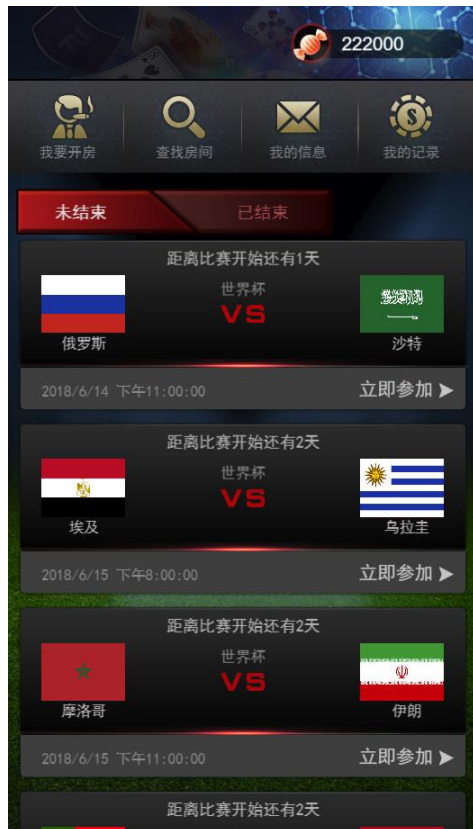 222000
我要开房 查找房间 我的信息 我的记录
未结束 已结束
距离比赛开始还有1天
世界杯
VS
俄罗斯 沙特
2018/6/14 下午11:00:00 立即参加
距离比赛开始还有2天
世界杯
VS
埃及 乌拉圭
2018/6/15 下午8:00:00 立即参加
距离比赛开始还有2天
世界杯
VS
摩洛哥 伊朗
2018/6/15 下午11:00:00 立即参加
距离比赛开始还有2天